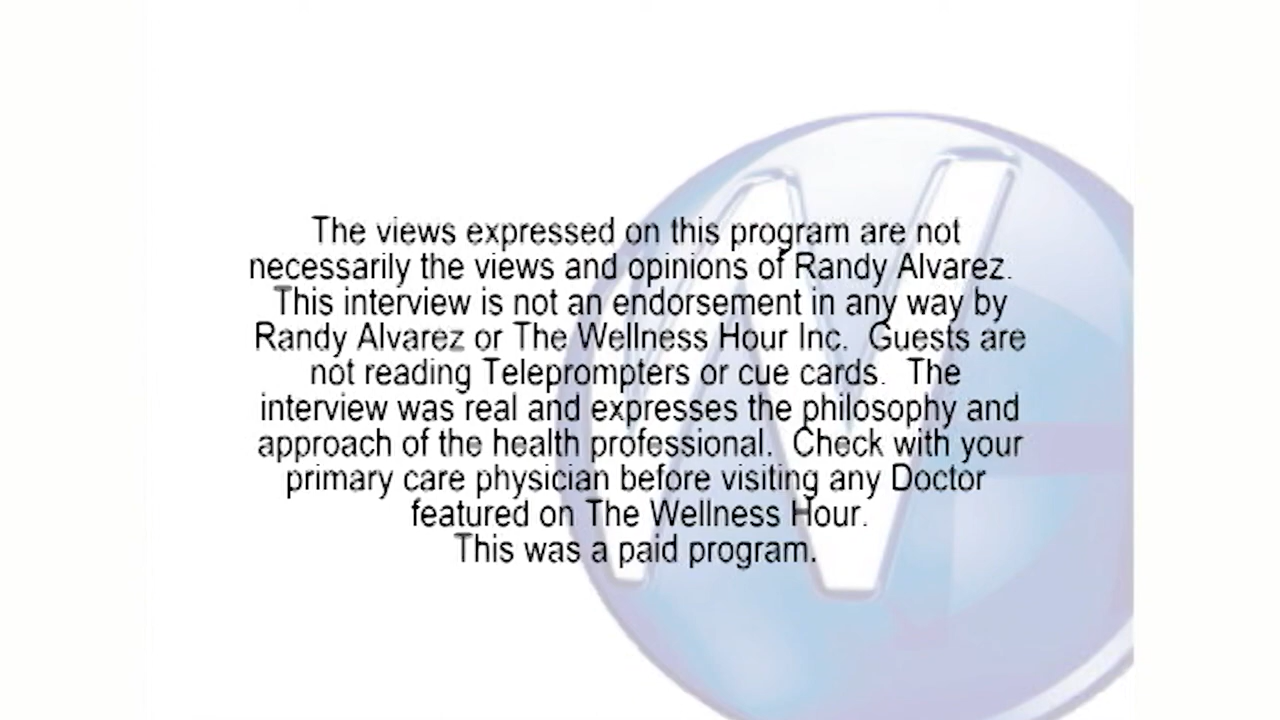 The views expressed on this program are not
necessarily the views and opinions of Randy Alvarez.
This interview is not an endorsement in any way by
Randy Alvarez or The Wellness Hour Inc.  Guests are
not reading Teleprompters or cue cards.  The
interview was real and expresses the philosophy and
approach of the health professional.  Check with your
primary care physician before visiting any Doctor
featured on The Wellness Hour.
This was a paid program.